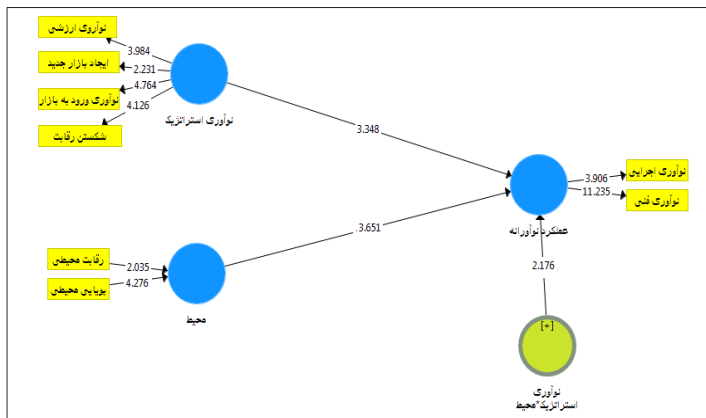 نوآروی ارزشی
3.984
ایجاد بازار جدید
2.231
نوآوری ورود به بازار
4.764
4.126
شکستن رقابت
نوآوری استراتژیک
3.348
نوآوری اجرایی
3.906
11.235
نوآوری فنی
عملکرد نوآورانه
3.651
رقابت محیطی
2.035
پویایی محیطی
4.276
محیط
2.176
[+]
نوآوری
استراتژیک*محیط